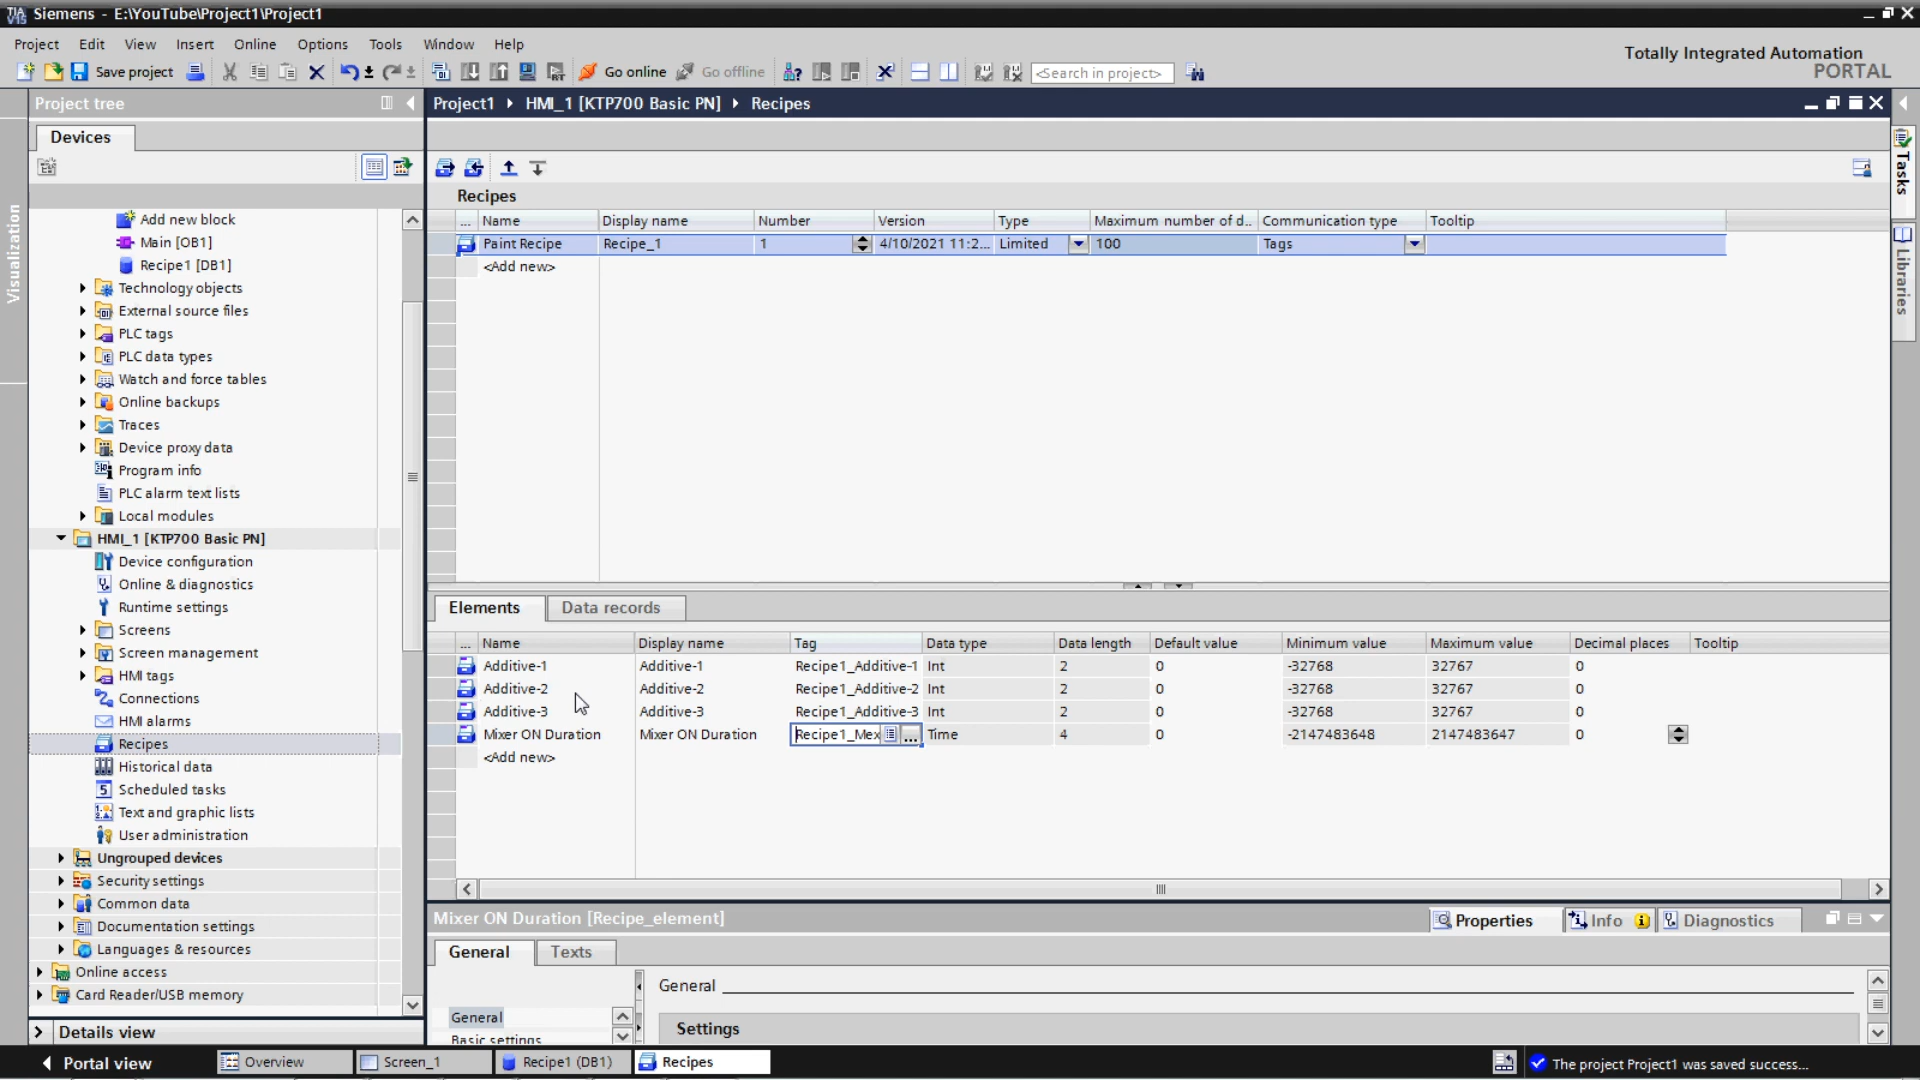 Siemens - E:\YouTube\Project1\Project1
Project Edit View Insert Online Options Tools Window Help
Totally Integrated Automation
PORTAL
Save project Go online Go offline <Search in project>
Project tree
Project1 HMI_1 [KTP700 Basic PN] Recipes
Devices
Visualization
Tasks
Libraries
Add new block
Main [OB1]
Recipe1 [DB1]
Technology objects
External source files
PLC tags
PLC data types
Watch and force tables
Online backups
Traces
Device proxy data
Program info
PLC alarm text lists
Local modules
HMI_1 [KTP700 Basic PN]
Device configuration
Online & diagnostics
Runtime settings
Screens
Screen management
HMI tags
Connections
HMI alarms
Recipes
Historical data
Scheduled tasks
Text and graphic lists
User administration
Ungrouped devices
Security settings
Common data
Documentation settings
Languages & resources
Online access
Card Reader/USB memory
Details view
Recipes
... Name Display name Number Version Type Maximum number of d.. Communication type Tooltip
Paint Recipe Recipe_1 1 4/10/2021 11:2... Limited 100 Tags
<Add new>
Elements Data records
... Name Display name Tag Data type Data length Default value Minimum value Maximum value Decimal places Tooltip
Additive-1 Additive-1 Recipe1_Additive-1 Int 2 0 -32768 32767 0
Additive-2 Additive-2 Recipe1_Additive-2 Int 2 0 -32768 32767 0
Additive-3 Additive-3 Recipe1_Additive-3 Int 2 0 -32768 32767 0
Mixer ON Duration Mixer ON Duration Recipe1_Mex ... Time 4 0 -2147483648 2147483647 0
<Add new>
Mixer ON Duration [Recipe_element] Properties Info Diagnostics
General Texts
General
General
Settings
Basic settings
Portal view Overview Screen_1 Recipe1 (DB1) Recipes The project Project1 was saved success...